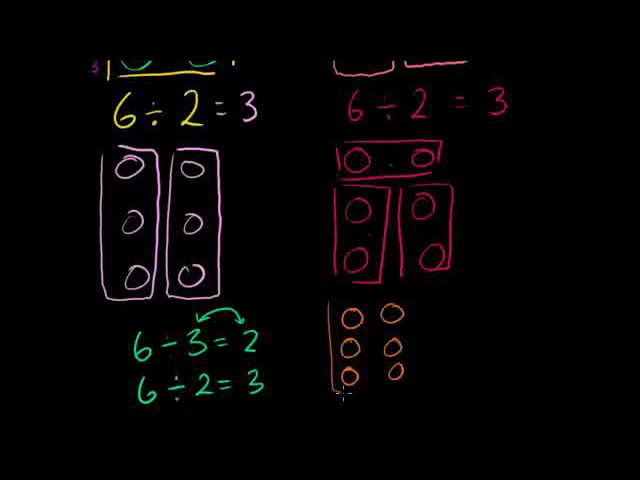 6 ÷ 2 = 3
6 ÷ 2 = 3
6 ÷ 3 = 2
6 ÷ 2 = 3